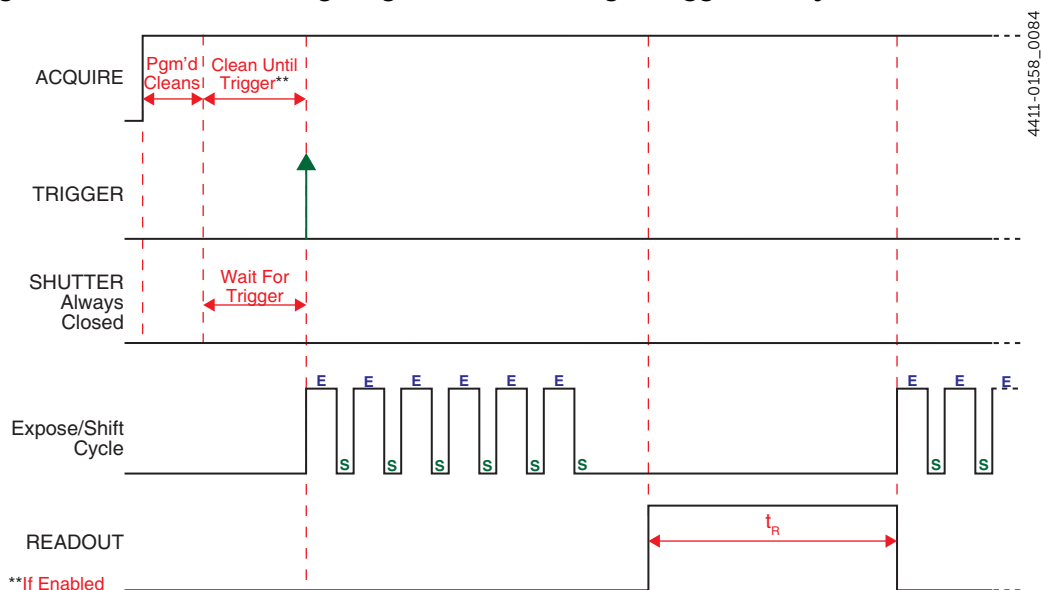 4411-0158_0084
ACQUIRE
Pgm'd
Cleans
Clean Until
Trigger**
TRIGGER
SHUTTER
Always
Closed
Wait For
Trigger
Expose/Shift
Cycle
E E E E E E E E E
S S S S S S S S
READOUT
tR
**If Enabled